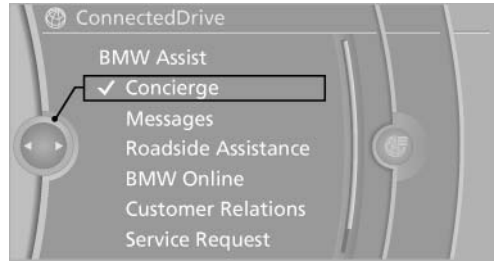 ConnectedDrive
BMW Assist
✓ Concierge
Messages
Roadside Assistance
BMW Online
Customer Relations
Service Request